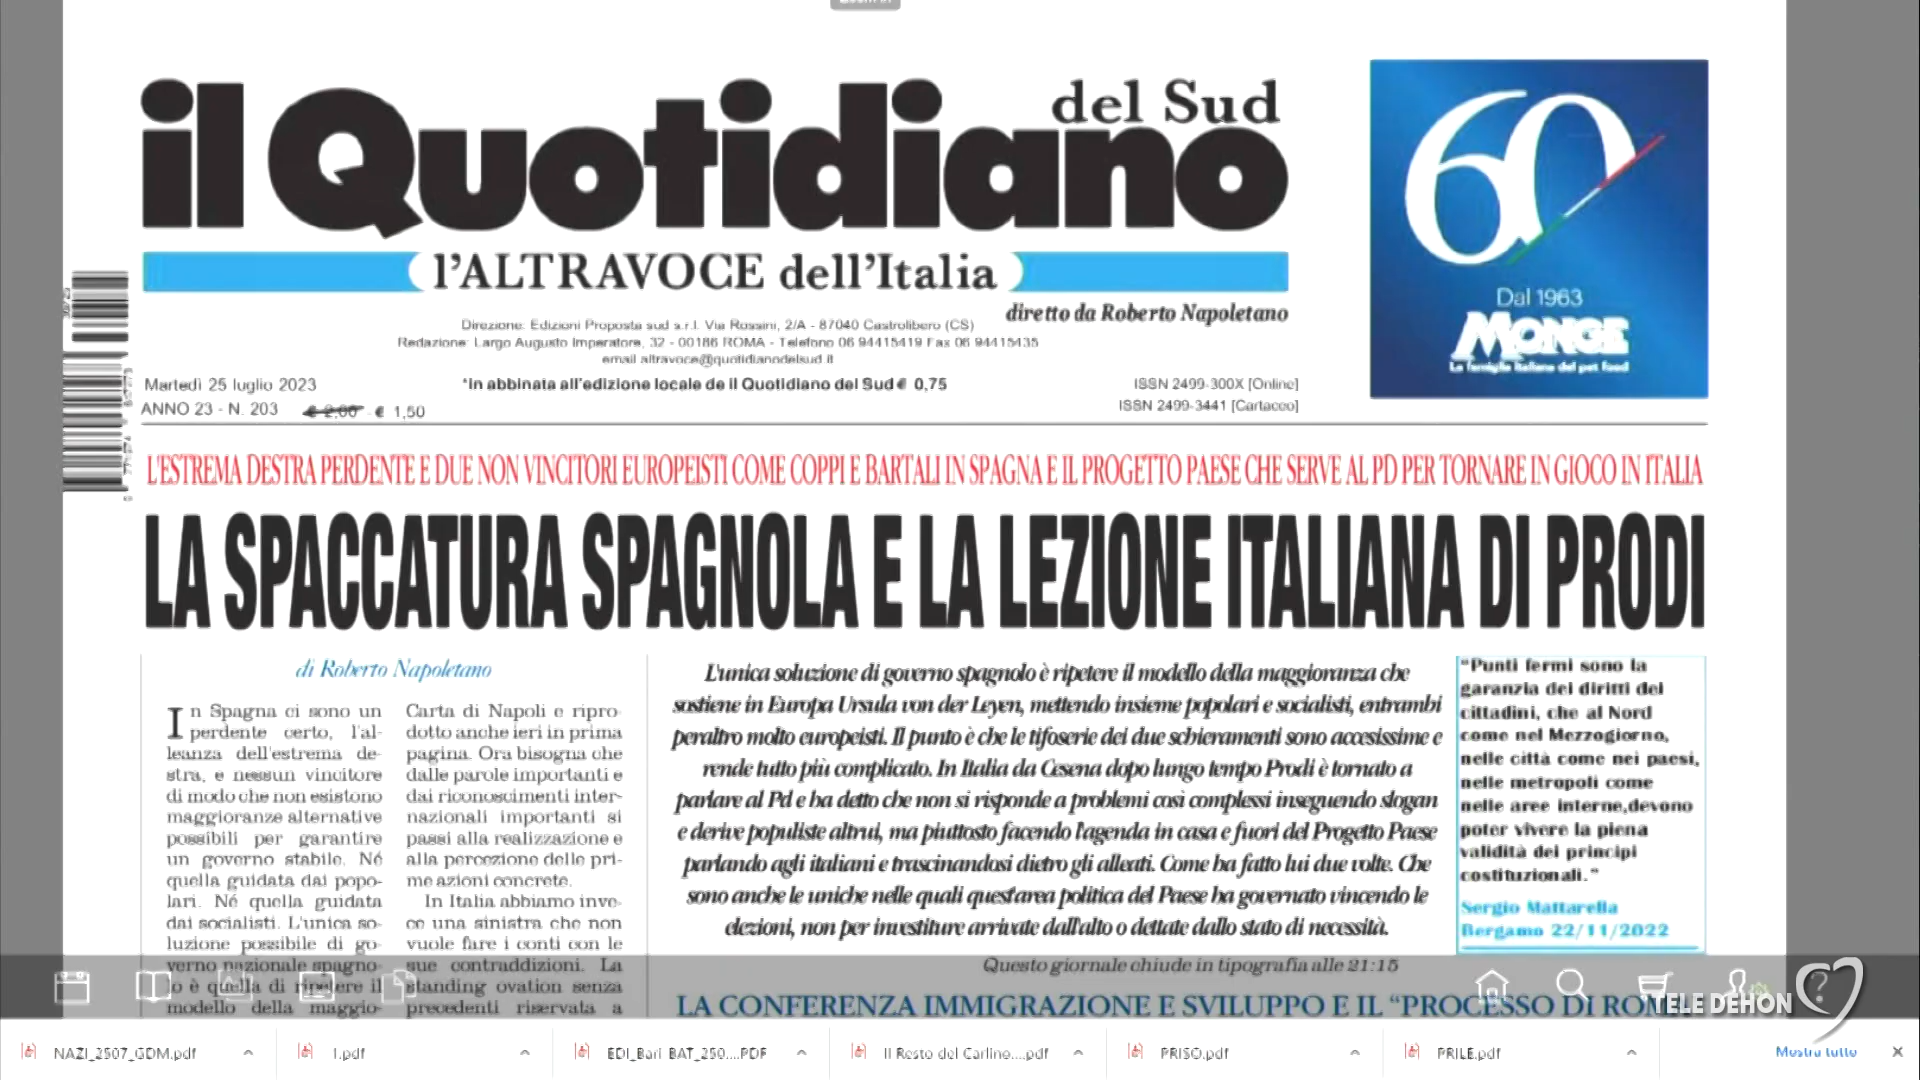 del Sud
il Quotidiano
l'ALTRAVOCE dell'Italia
diretto da Roberto Napoletano
Direzione: Edizioni Proposta sud s.r.l. Via Rossini, 2/A - 87040 Castrolibero (CS)
Redazione: Largo Augusto Imperatore, 32 - 00186 ROMA - Telefono 06 94415419 Fax 06 94415435
email altravoce@quotidianodelsud.it
Martedì 25 luglio 2023
*In abbinata all'edizione locale de il Quotidiano del Sud € 0,75
ISSN 2499-300X [Online]
ANNO 23 - N. 203 € 2,00 - € 1,50
ISSN 2499-3441 [Cartaceo]
60
Dal 1963
MONGE
La famiglia italiana del pet food
L'ESTREMA DESTRA PERDENTE E DUE NON VINCITORI EUROPEISTI COME COPPI E BARTALI IN SPAGNA E IL PROGETTO PAESE CHE SERVE AL PD PER TORNARE IN GIOCO IN ITALIA
LA SPACCATURA SPAGNOLA E LA LEZIONE ITALIANA DI PRODI
di Roberto Napoletano
In Spagna ci sono un
perdente certo, l'al-
leanza dell'estrema de-
stra, e nessun vincitore
di modo che non esistono
maggioranze alternative
possibili per garantire
un governo stabile. Né
quella guidata dai popo-
lari. Né quella guidata
dai socialisti. L'unica so-
luzione possibile di go-
verno nazionale spagno-
lo è quella di ripetere il
modello della maggio-
Carta di Napoli e ripro-
dotto anche ieri in prima
pagina. Ora bisogna che
dalle parole importanti e
dai riconoscimenti inter-
nazionali importanti si
passi alla realizzazione e
alla percezione delle pri-
me azioni concrete.
In Italia abbiamo inve-
ce una sinistra che non
vuole fare i conti con le
sue contraddizioni. La
standing ovation senza
precedenti riservata a
L'unica soluzione di governo spagnolo è ripetere il modello della maggioranza che
sostiene in Europa Ursula von der Leyen, mettendo insieme popolari e socialisti, entrambi
peraltro molto europeisti. Il punto è che le tifoserie dei due schieramenti sono accesissime e
rende tutto più complicato. In Italia da Cesena dopo lungo tempo Prodi è tornato a
parlare al Pd e ha detto che non si risponde a problemi così complessi inseguendo slogan
e derive populiste altrui, ma piuttosto facendo l'agenda in casa e fuori del Progetto Paese
parlando agli italiani e trascinandosi dietro gli alleati. Come ha fatto lui due volte. Che
sono anche le uniche nelle quali quest'area politica del Paese ha governato vincendo le
elezioni, non per investiture arrivate dall'alto o dettate dallo stato di necessità.
"Punti fermi sono la
garanzia dei diritti dei
cittadini, che al Nord
come nel Mezzogiorno,
nelle città come nei paesi,
nelle metropoli come
nelle aree interne,devono
poter vivere la piena
validità dei principi
costituzionali."
Sergio Mattarella
Bergamo 22/11/2022
Questo giornale chiude in tipografia alle 21:15
LA CONFERENZA IMMIGRAZIONE E SVILUPPO E IL "PROCESSO DI ROM
TELE DEHON
NAZI_2507_GDM.pdf
1.pdf
EDI_Bari_BAT_250....PDF
Il Resto del Carlino....pdf
PRISO.pdf
PRILE.pdf
Mostra tutto